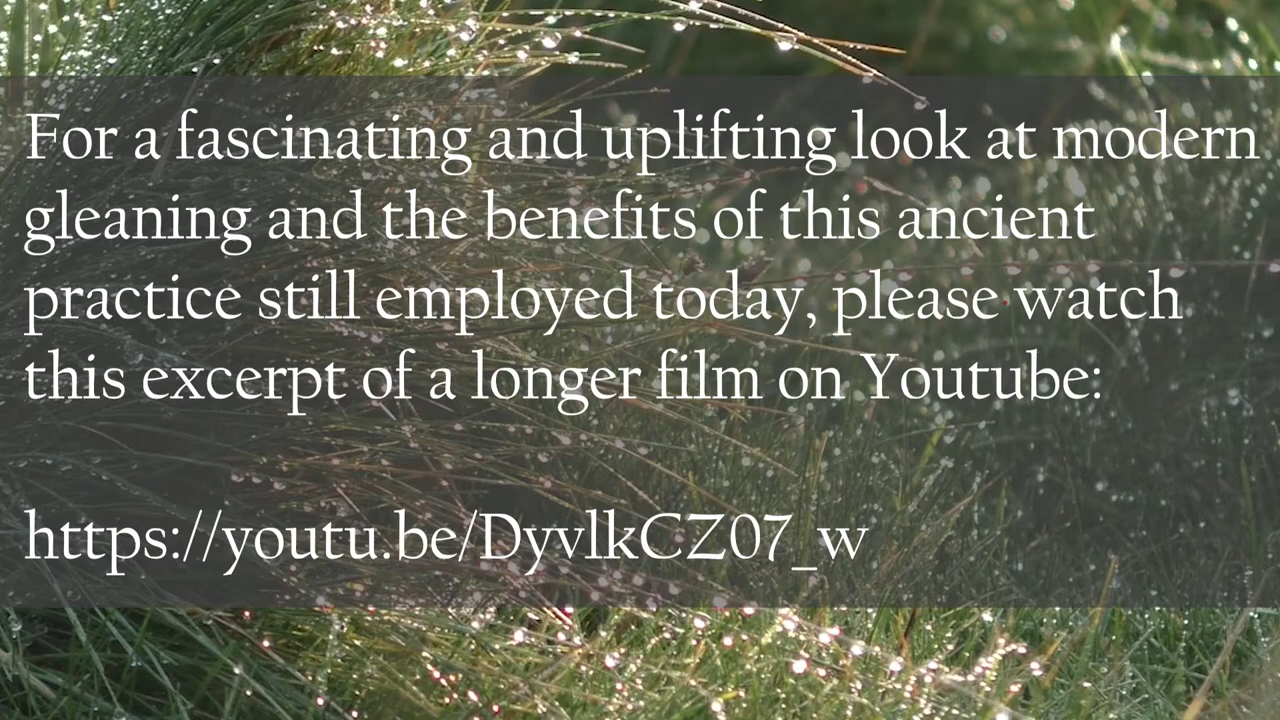 For a fascinating and uplifting look at modern
gleaning and the benefits of this ancient
practice still employed today, please watch
this excerpt of a longer film on Youtube:
https://youtu.be/DyvlkCZ07_w